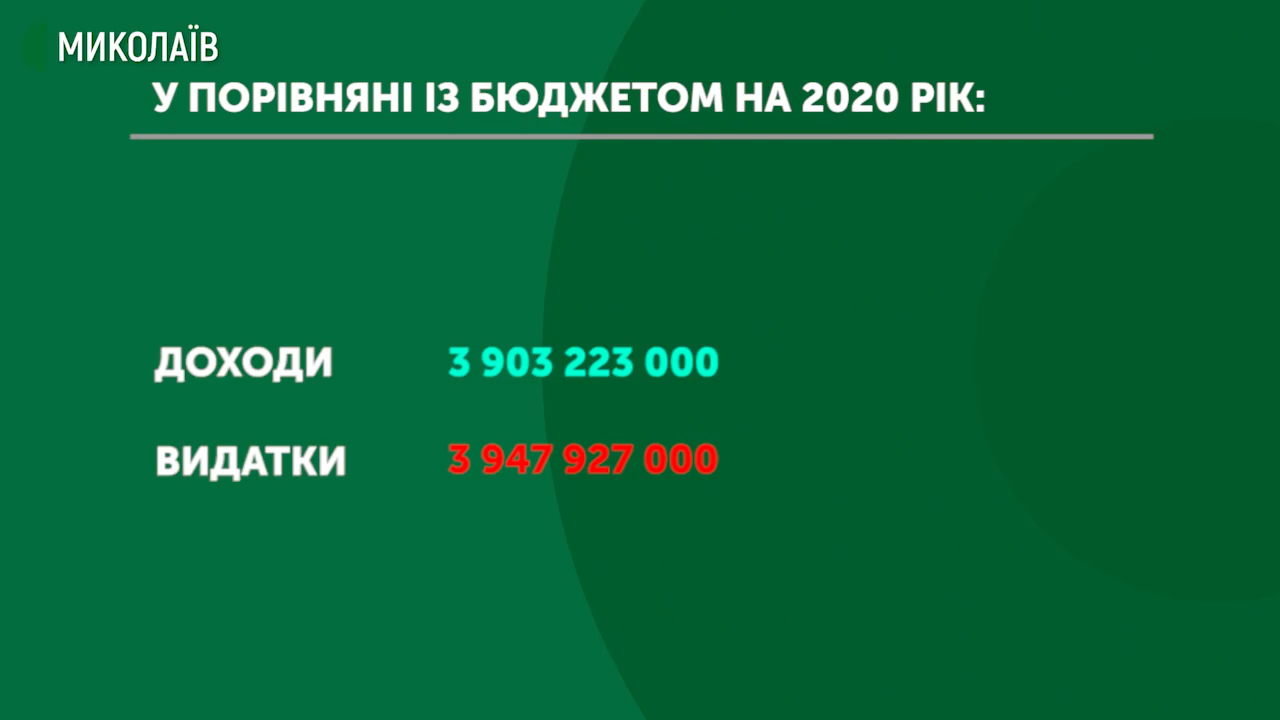 МИКОЛАЇВ
У ПОРІВНЯНІ ІЗ БЮДЖЕТОМ НА 2020 РІК:
ДОХОДИ 3 903 223 000
ВИДАТКИ 3 947 927 000